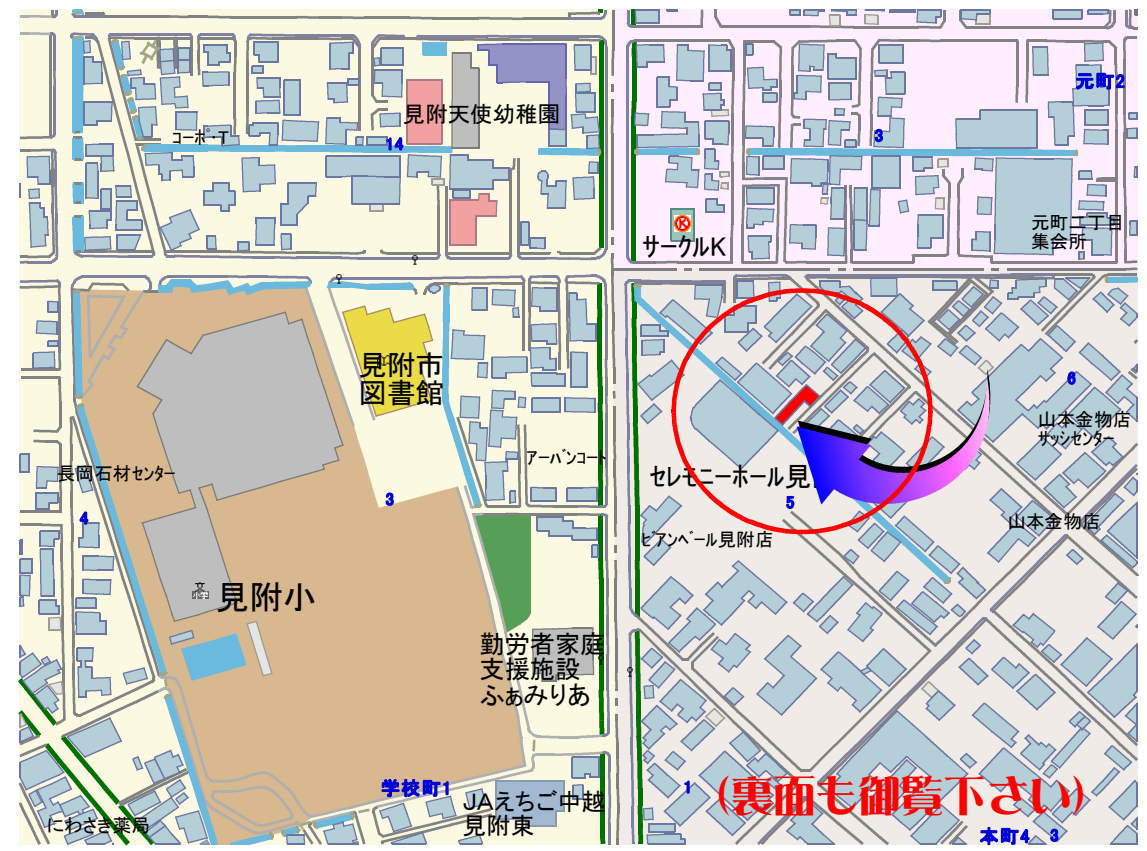 元町2
見附天使幼稚園
コーポ・T
14
3
元町二丁目
集会所
サークルK
見附市
図書館
6
山本金物店
サッシセンター
アーバンコート
長岡石材センター
セレモニーホール見
3
5
4
山本金物店
ビアンベール見附店
見附小
勤労者家庭
支援施設
ふぁみりあ
学校町1
1
(裏面も御覧下さい)
JAえちご中越
見附東
にわさき薬局
本町4
3